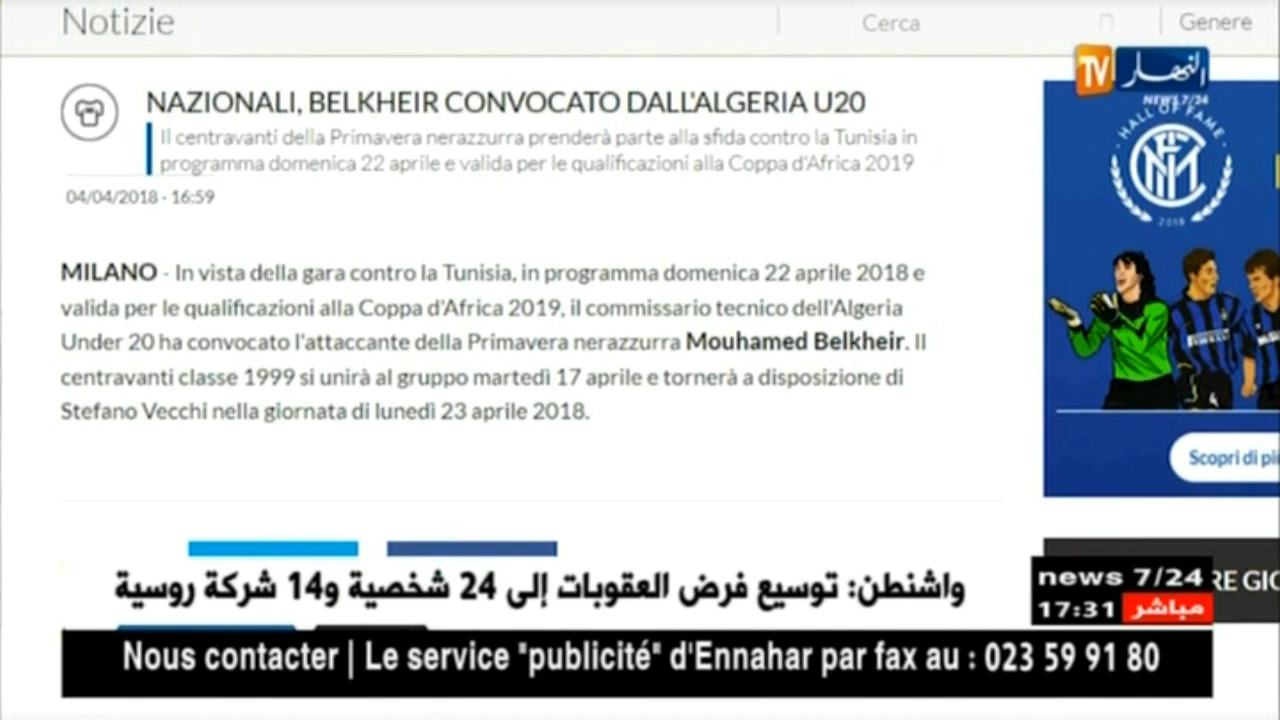 Notizie
Cerca
Genere
TV النهار
NEWS 7/24
NAZIONALI, BELKHEIR CONVOCATO DALL'ALGERIA U20
Il centravanti della Primavera nerazzurra prenderà parte alla sfida contro la Tunisia in
programma domenica 22 aprile e valida per le qualificazioni alla Coppa d'Africa 2019
04/04/2018 - 16:59
HALL OF FAME
2018
MILANO - In vista della gara contro la Tunisia, in programma domenica 22 aprile 2018 e
valida per le qualificazioni alla Coppa d'Africa 2019, il commissario tecnico dell'Algeria
Under 20 ha convocato l'attaccante della Primavera nerazzurra Mouhamed Belkheir. Il
centravanti classe 1999 si unirà al gruppo martedì 17 aprile e tornerà a disposizione di
Stefano Vecchi nella giornata di lunedì 23 aprile 2018.
PIRELLI
Scopri di più
واشنطن: توسيع فرض العقوبات إلى 24 شخصية و14 شركة روسية
news 7/24
RE GIO
17:31 مباشر
Nous contacter | Le service "publicité" d'Ennahar par fax au : 023 59 91 80